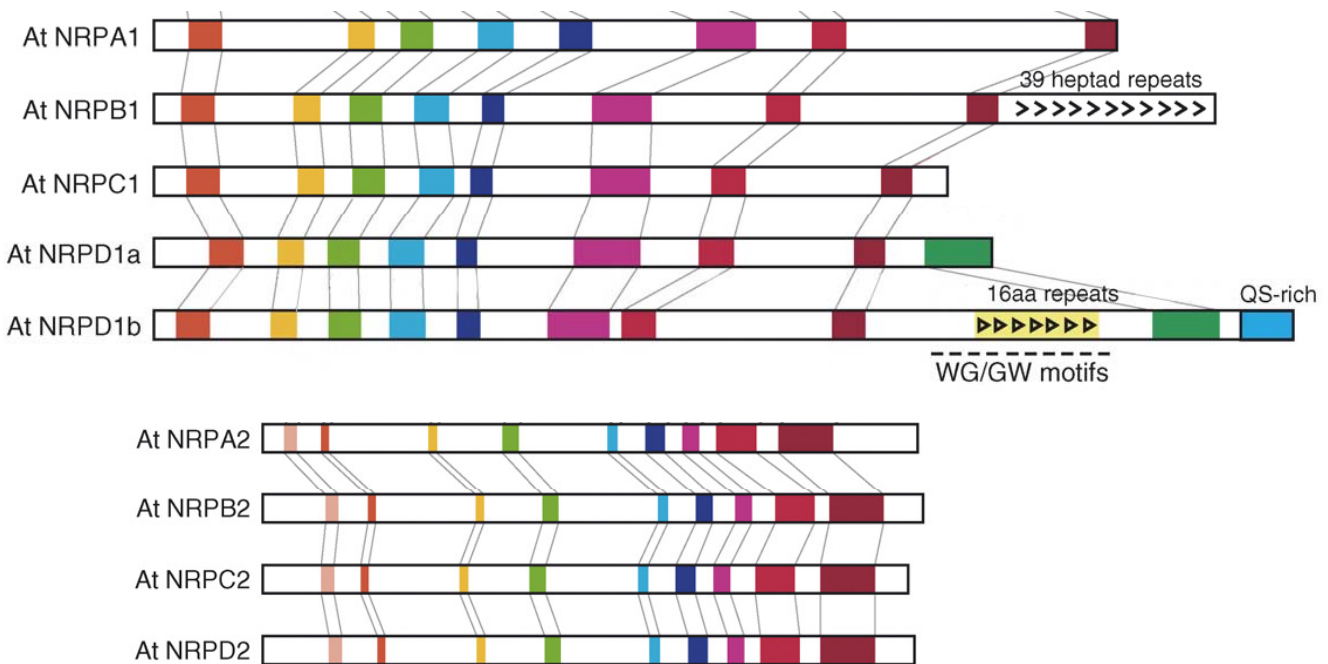 At NRPA1
39 heptad repeats
At NRPB1
At NRPC1
At NRPD1a
16aa repeats QS-rich
At NRPD1b
WG/GW motifs
At NRPA2
At NRPB2
At NRPC2
At NRPD2